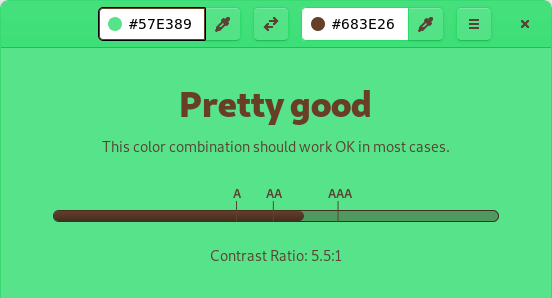 #57E389 #683E26
Pretty good
This color combination should work OK in most cases.
A AA AAA
Contrast Ratio: 5.5:1